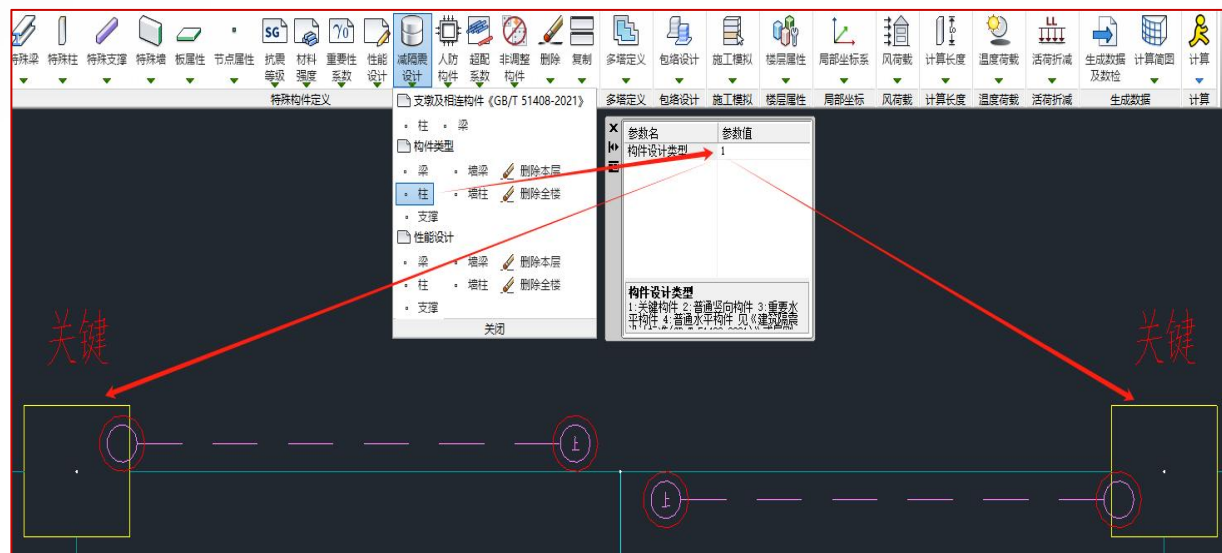 SG γ0
特殊梁 特殊柱 特殊支撑 特殊墙 板属性 节点属性 抗震等级 材料强度 重要性系数 性能设计 减隔震设计 人防构件 超配系数 非调整构件 删除 复制 多塔定义 包络设计 施工模拟 楼层属性 局部坐标系 风荷载 计算长度 温度荷载 活荷折减 生成数据及数检 计算简图 计算
特殊构件定义 多塔定义 包络设计 施工模拟 楼层属性 局部坐标 风荷载 计算长度 温度荷载 活荷折减 生成数据 计算
支墩及相连构件《GB/T 51408-2021》
柱 梁
构件类型
梁 墙梁 删除本层
柱 墙柱 删除全楼
支撑
性能设计
梁 墙梁 删除本层
柱 墙柱 删除全楼
支撑
关闭
参数名 参数值
构件设计类型 1
构件设计类型
1:关键构件 2:普通竖向构件 3:重要水
平构件 4:普通水平构件 见《建筑隔震
关键
关键
上
上